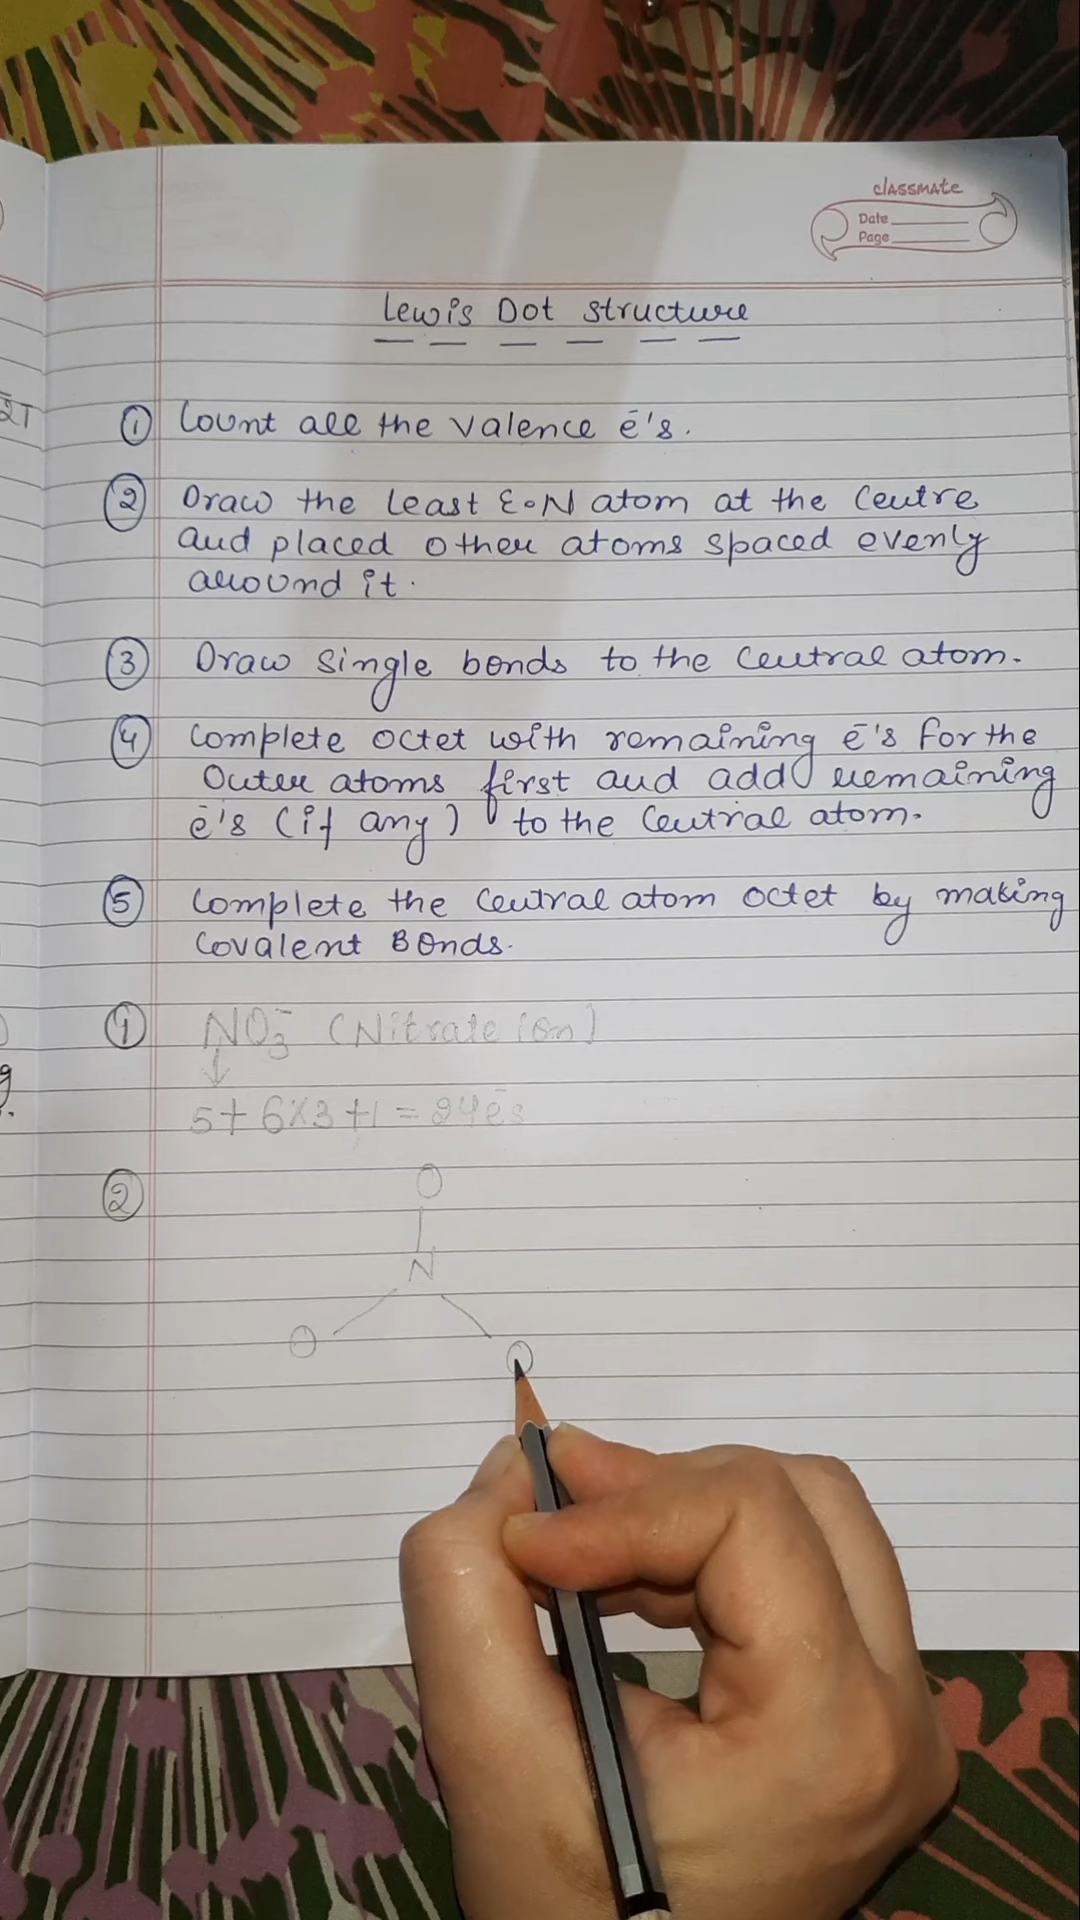 classmate
Date
Page
Lewis Dot structure
① Count all the valence ē's.
② Draw the least E.N atom at the centre
and placed other atoms spaced evenly
around it.
③ Draw single bonds to the central atom.
④ Complete octet with remaining ē's for the
Outer atoms first and add remaining
ē's (if any) to the central atom.
⑤ Complete the central atom octet by making
Covalent Bonds.
① NO₃⁻ (Nitrate ion)
↓
5+ 6×3 +1 = 24ēs
②
O
N
O
O